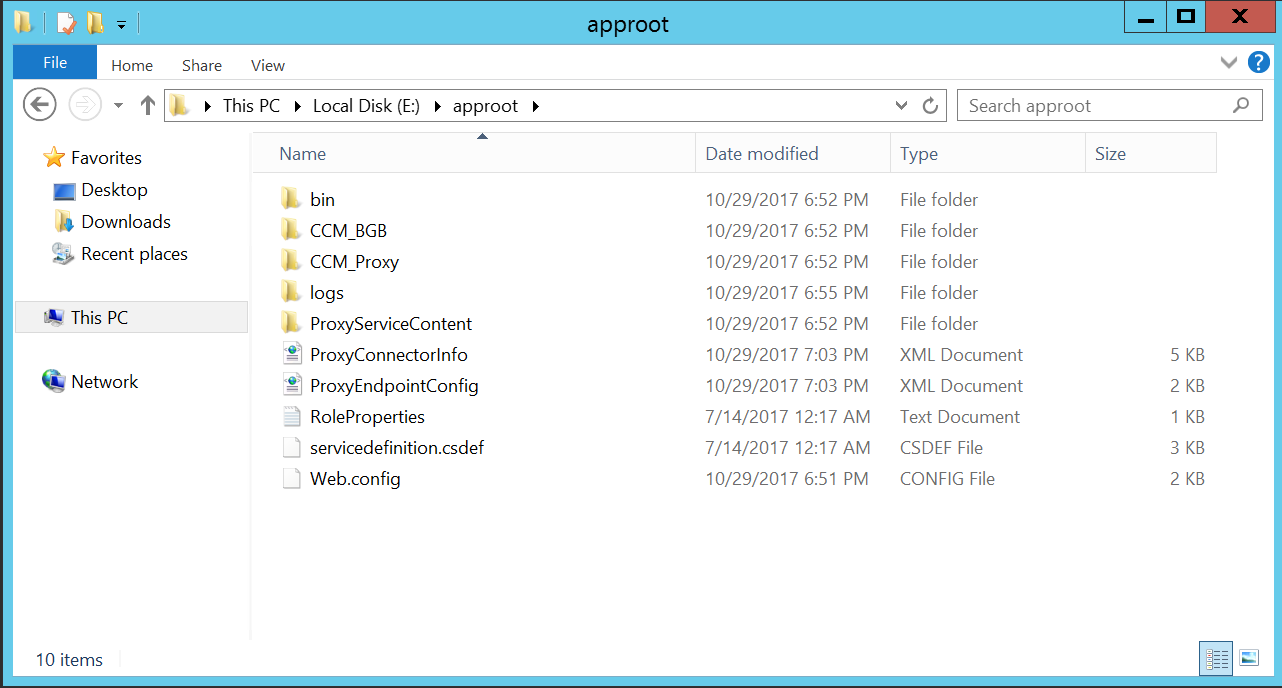 approot
File Home Share View
This PC Local Disk (E:) approot Search approot
Favorites
Desktop
Downloads
Recent places
This PC
Network
Name Date modified Type Size
bin 10/29/2017 6:52 PM File folder
CCM_BGB 10/29/2017 6:52 PM File folder
CCM_Proxy 10/29/2017 6:52 PM File folder
logs 10/29/2017 6:55 PM File folder
ProxyServiceContent 10/29/2017 6:52 PM File folder
ProxyConnectorInfo 10/29/2017 7:03 PM XML Document 5 KB
ProxyEndpointConfig 10/29/2017 7:03 PM XML Document 2 KB
RoleProperties 7/14/2017 12:17 AM Text Document 1 KB
servicedefinition.csdef 7/14/2017 12:17 AM CSDEF File 3 KB
Web.config 10/29/2017 6:51 PM CONFIG File 2 KB
10 items